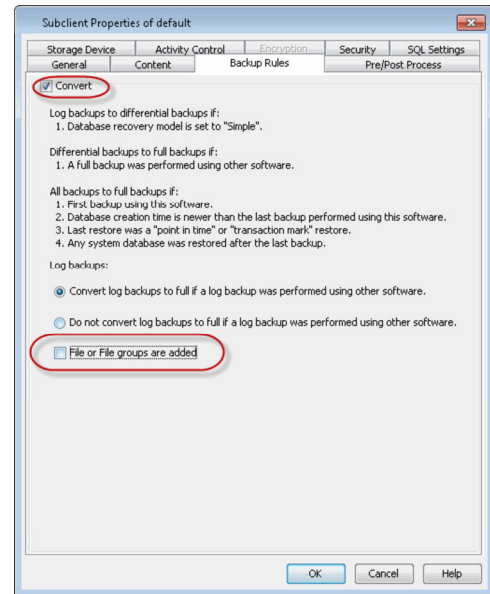 Subclient Properties of default
Storage Device Activity Control Encryption Security SQL Settings
General Content Backup Rules Pre/Post Process
Convert
Log backups to differential backups if:
1. Database recovery model is set to "Simple".
Differential backups to full backups if:
1. A full backup was performed using other software.
All backups to full backups if:
1. First backup using this software.
2. Database creation time is newer than the last backup performed using this software.
3. Last restore was a "point in time" or "transaction mark" restore.
4. Any system database was restored after the last backup.
Log backups:
Convert log backups to full if a log backup was performed using other software.
Do not convert log backups to full if a log backup was performed using other software.
File or File groups are added
OK Cancel Help